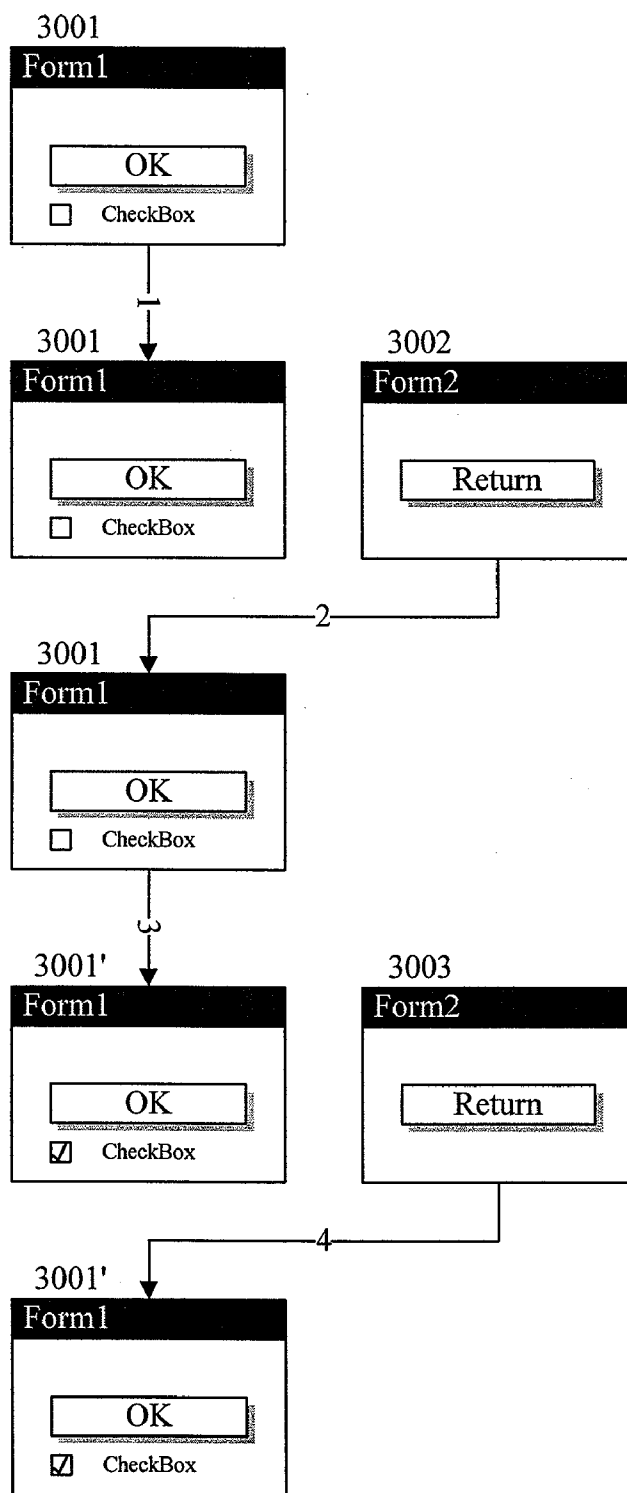 3001
Form1
OK
CheckBox
1
3001
Form1
OK
CheckBox
3002
Form2
Return
2
3001
Form1
OK
CheckBox
3
3001'
Form1
OK
CheckBox
3003
Form2
Return
4
3001'
Form1
OK
CheckBox